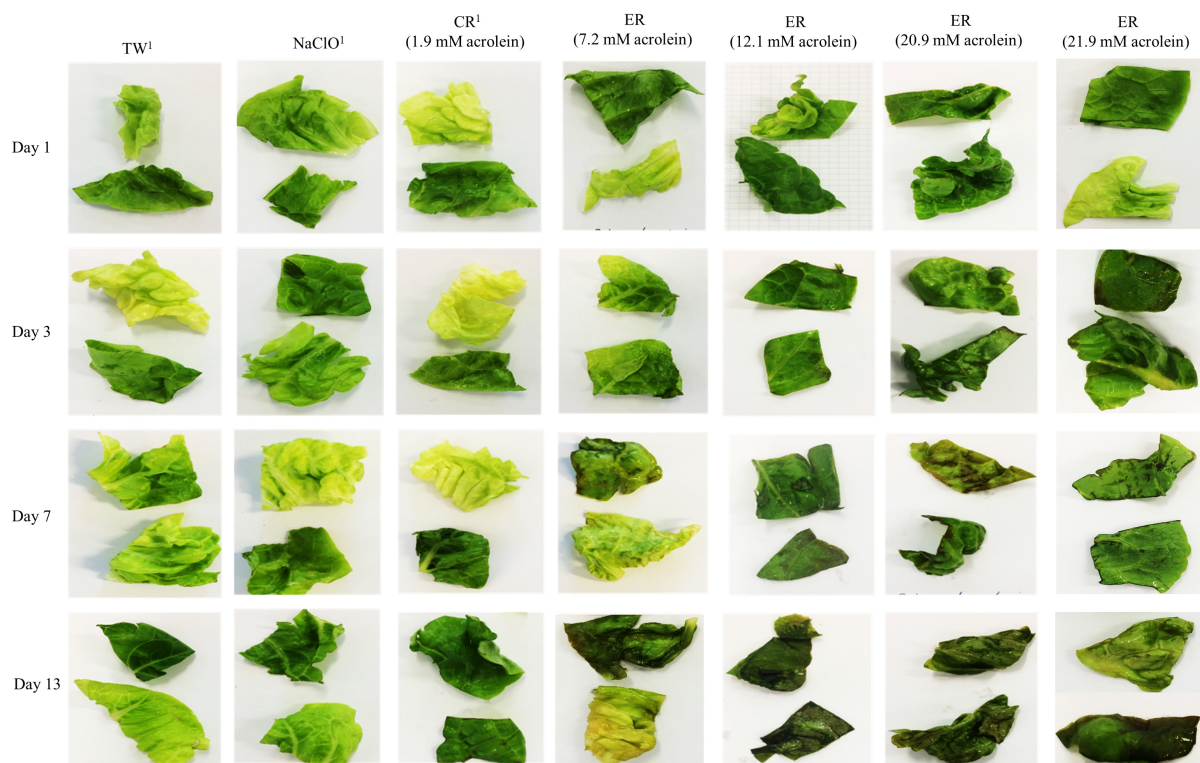 TW¹
NaClO¹
CR¹
(1.9 mM acrolein)
ER
(7.2 mM acrolein)
ER
(12.1 mM acrolein)
ER
(20.9 mM acrolein)
ER
(21.9 mM acrolein)
Day 1
Day 3
Day 7
Day 13